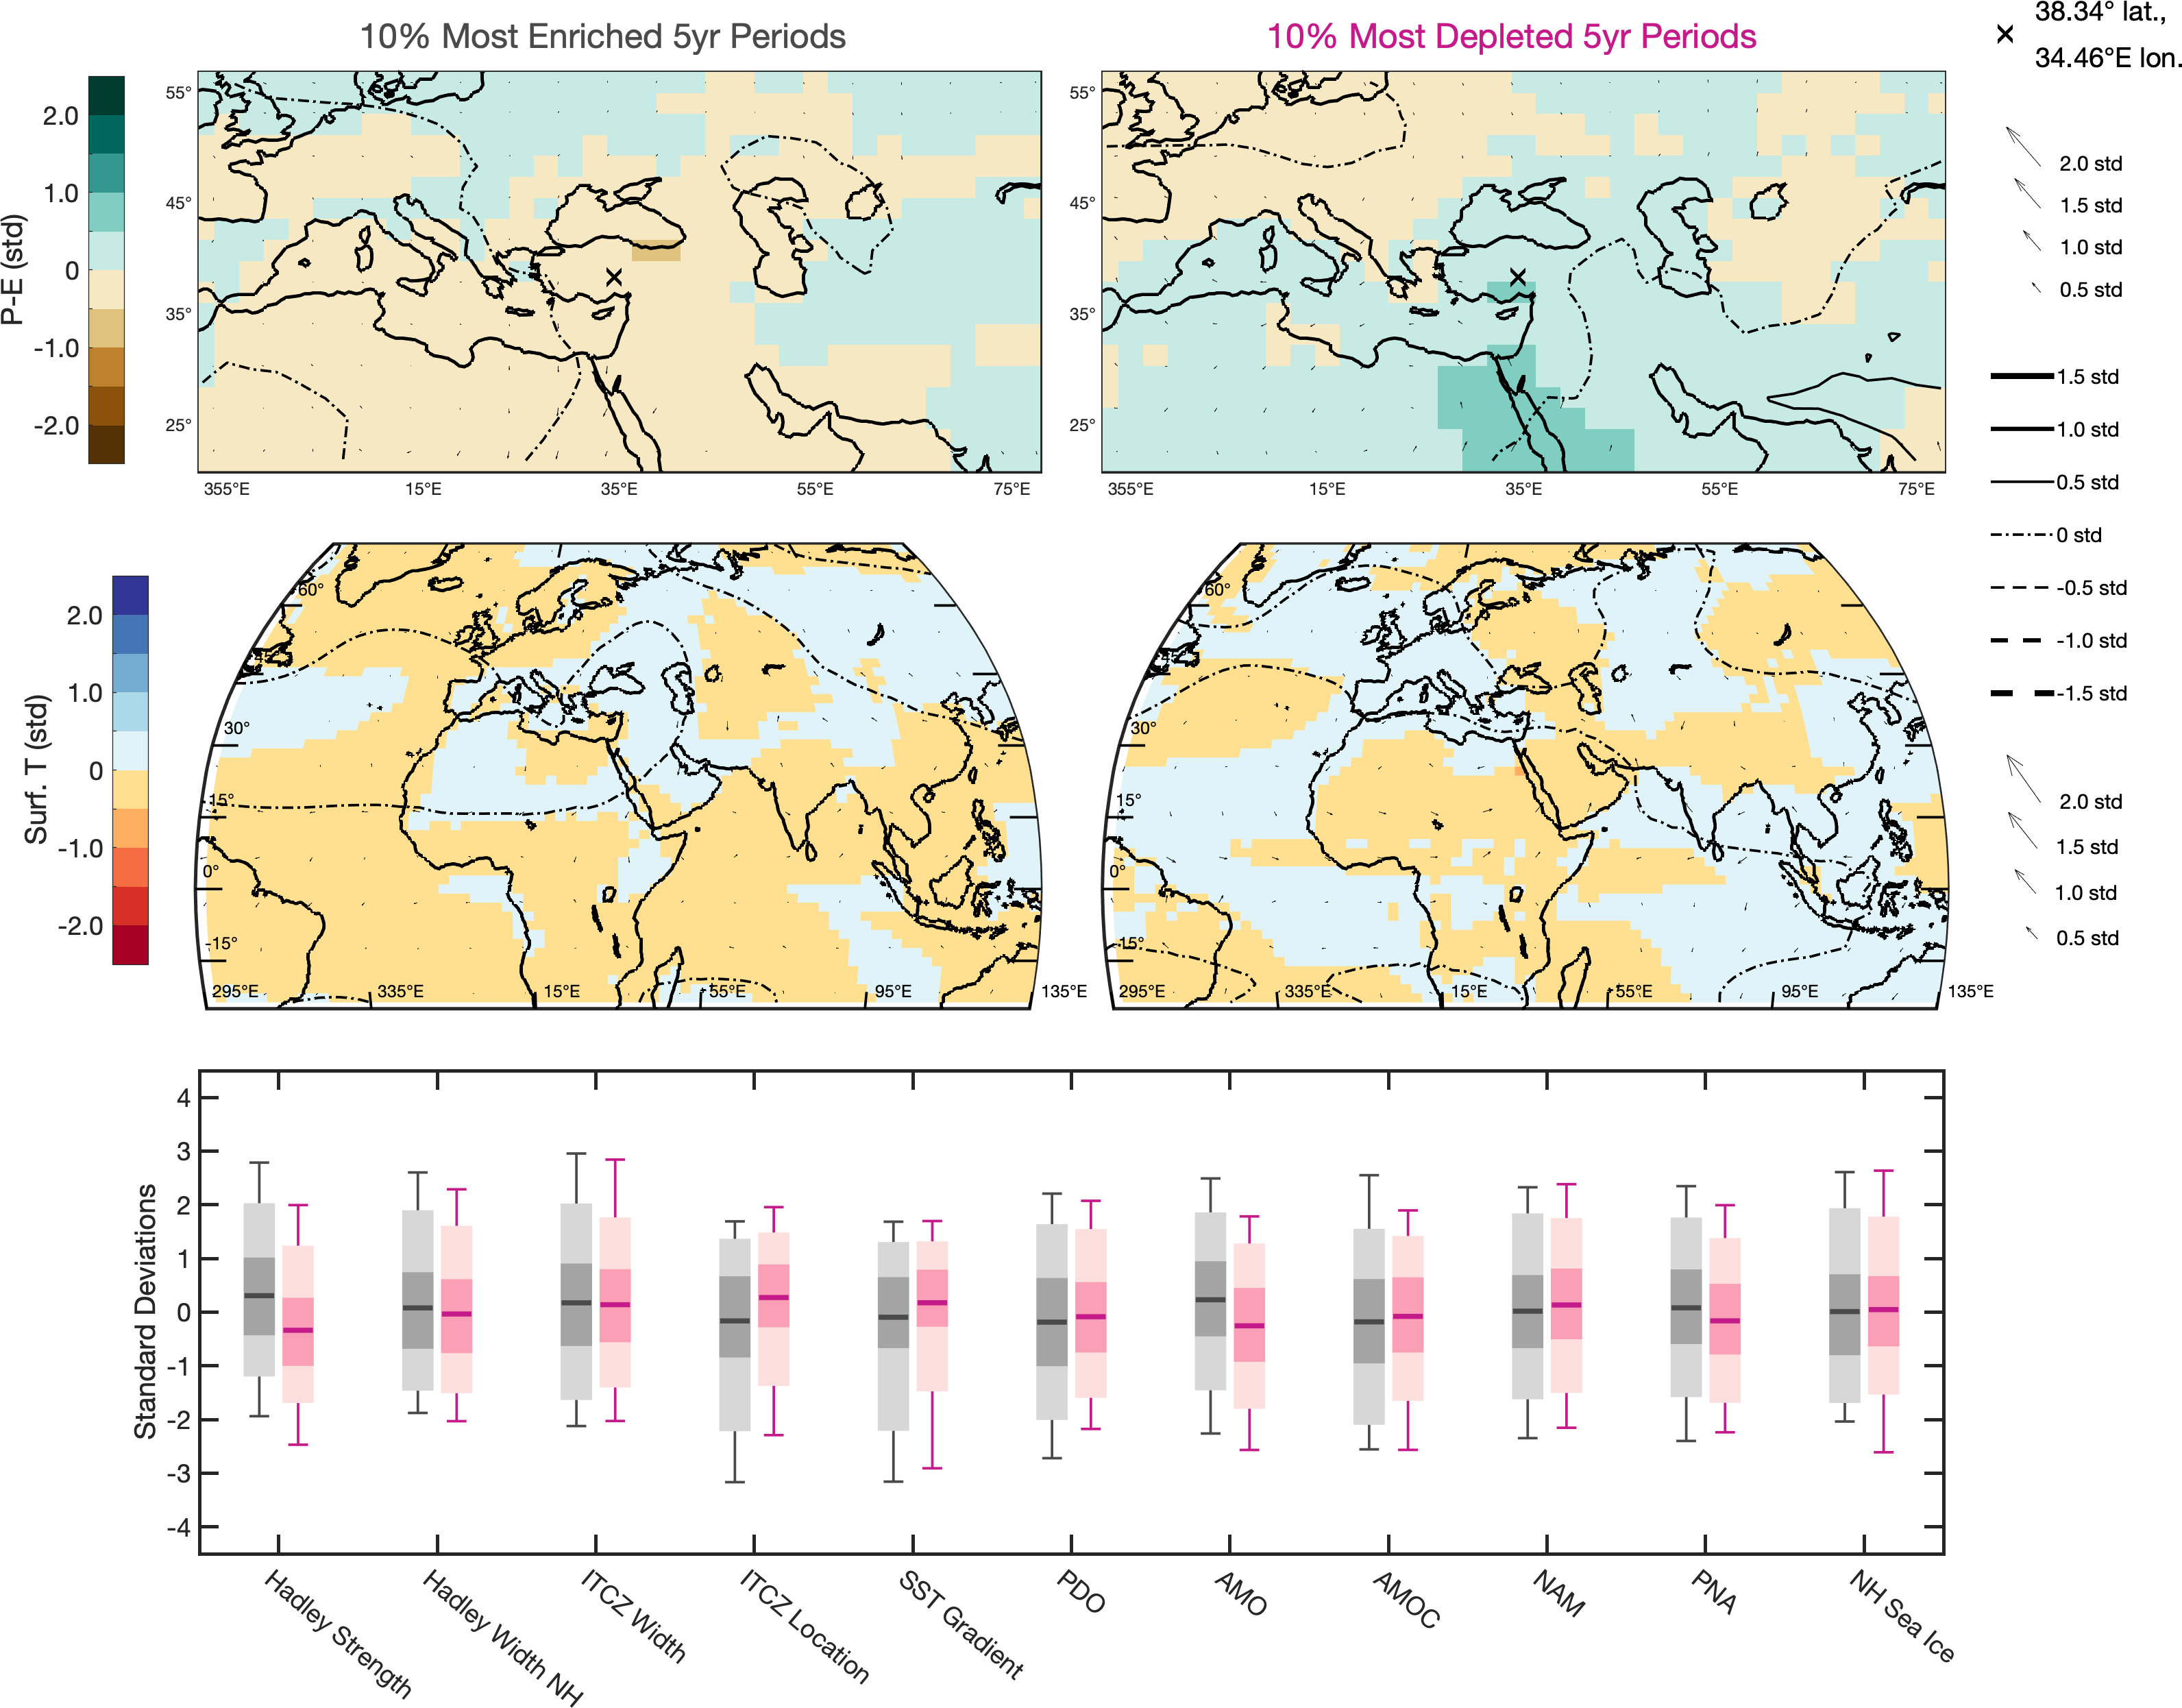 10% Most Enriched 5yr Periods
10% Most Depleted 5yr Periods
38.34° lat.,
34.46°E lon.
P-E (std)
2.0
1.0
0
-1.0
-2.0
55°
45°
35°
25°
355°E 15°E 35°E 55°E 75°E
55°
45°
35°
25°
355°E 15°E 35°E 55°E 75°E
2.0 std
1.5 std
1.0 std
0.5 std
1.5 std
1.0 std
0.5 std
0 std
-0.5 std
-1.0 std
-1.5 std
Surf. T (std)
2.0
1.0
0
-1.0
-2.0
60°
45°
30°
15°
0°
-15°
295°E 335°E 15°E 55°E 95°E 135°E
60°
45°
30°
15°
0°
-15°
295°E 335°E 15°E 55°E 95°E 135°E
2.0 std
1.5 std
1.0 std
0.5 std
Standard Deviations
4
3
2
1
0
-1
-2
-3
-4
Hadley Strength
Hadley Width NH
ITCZ Width
ITCZ Location
SST Gradient
PDO
AMO
AMOC
NAM
PNA
NH Sea Ice